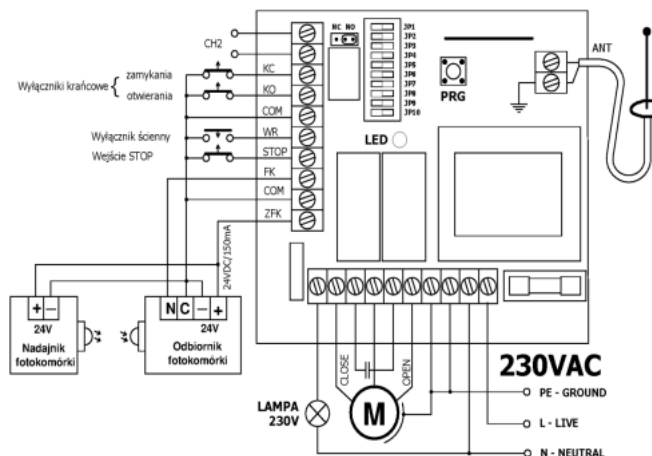 NC NO
JP1
JP2
JP3
JP4
JP5
JP6
JP7
JP8
JP9
JP10
CH2
ANT
zamykania
KC
Wyłączniki krańcowe
otwierania
KO
PRG
COM
Wyłącznik ścienny
WR
LED
Wejście STOP
STOP
FK
COM
ZFK
24VDC/150mA
+ −
24V
Nadajnik
fotokomórki
N C − +
24V
Odbiornik
fotokomórki
CLOSE
OPEN
M
LAMPA
230V
230VAC
PE - GROUND
L - LIVE
N - NEUTRAL